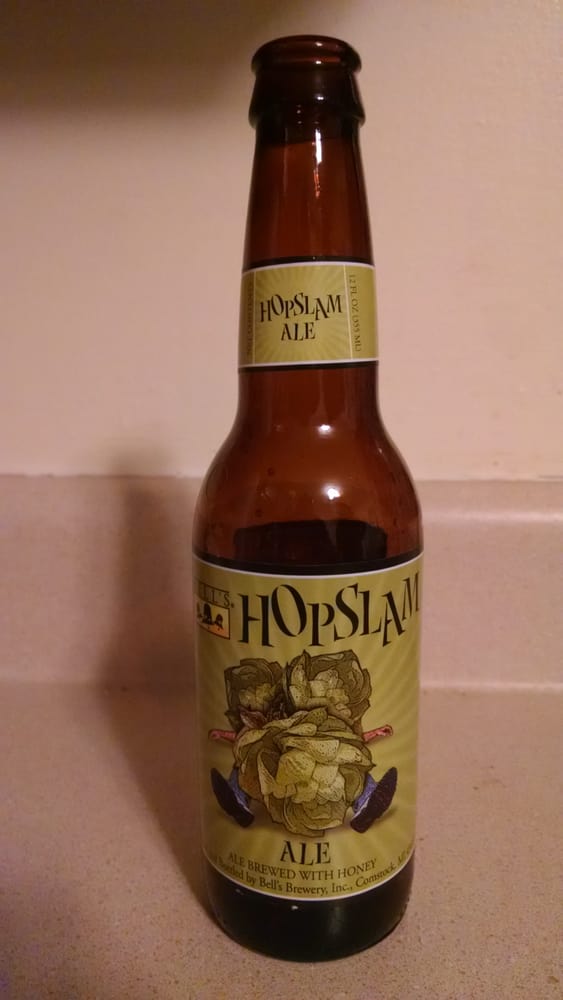 HOPSLAM
ALE
12 FL OZ (355 ML)
BELL'S
HOPSLAM
ALE
ALE BREWED WITH HONEY
Bottled by Bell's Brewery, Inc., Comstock, MI